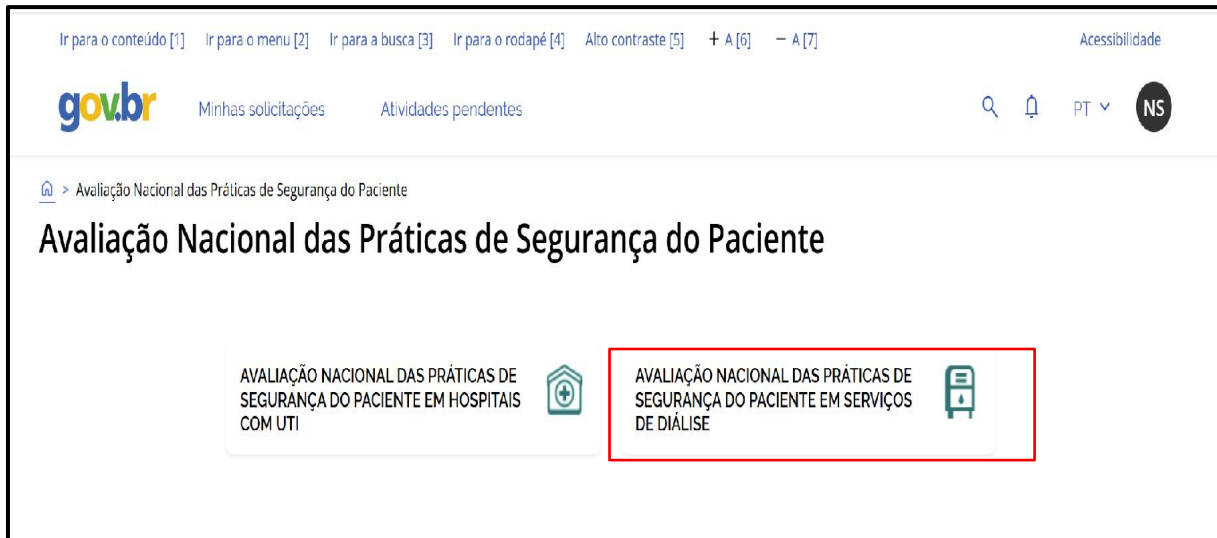 Ir para o conteúdo [1] Ir para o menu [2] Ir para a busca [3] Ir para o rodapé [4] Alto contraste [5] + A [6] − A [7] Acessibilidade
gov.br Minhas solicitações Atividades pendentes PT NS
> Avaliação Nacional das Práticas de Segurança do Paciente
Avaliação Nacional das Práticas de Segurança do Paciente
AVALIAÇÃO NACIONAL DAS PRÁTICAS DE
SEGURANÇA DO PACIENTE EM HOSPITAIS
COM UTI
AVALIAÇÃO NACIONAL DAS PRÁTICAS DE
SEGURANÇA DO PACIENTE EM SERVIÇOS
DE DIÁLISE